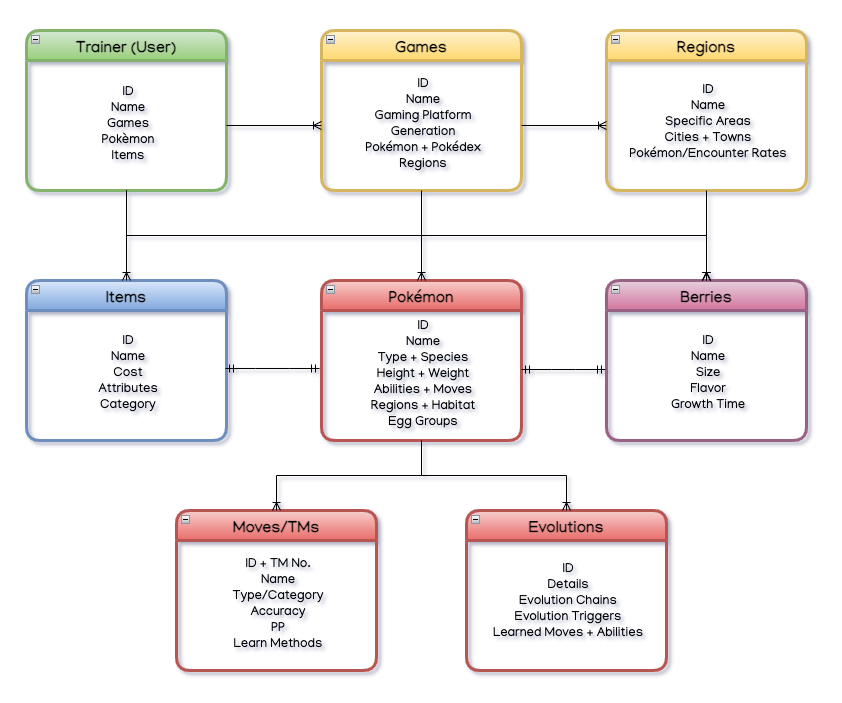 Trainer (User)
ID
Name
Games
Pokèmon
Items
Games
ID
Name
Gaming Platform
Generation
Pokémon + Pokédex
Regions
Regions
ID
Name
Specific Areas
Cities + Towns
Pokémon/Encounter Rates
Items
ID
Name
Cost
Attributes
Category
Pokémon
ID
Name
Type + Species
Height + Weight
Abilities + Moves
Regions + Habitat
Egg Groups
Berries
ID
Name
Size
Flavor
Growth Time
Moves/TMs
ID + TM No.
Name
Type/Category
Accuracy
PP
Learn Methods
Evolutions
ID
Details
Evolution Chains
Evolution Triggers
Learned Moves + Abilities